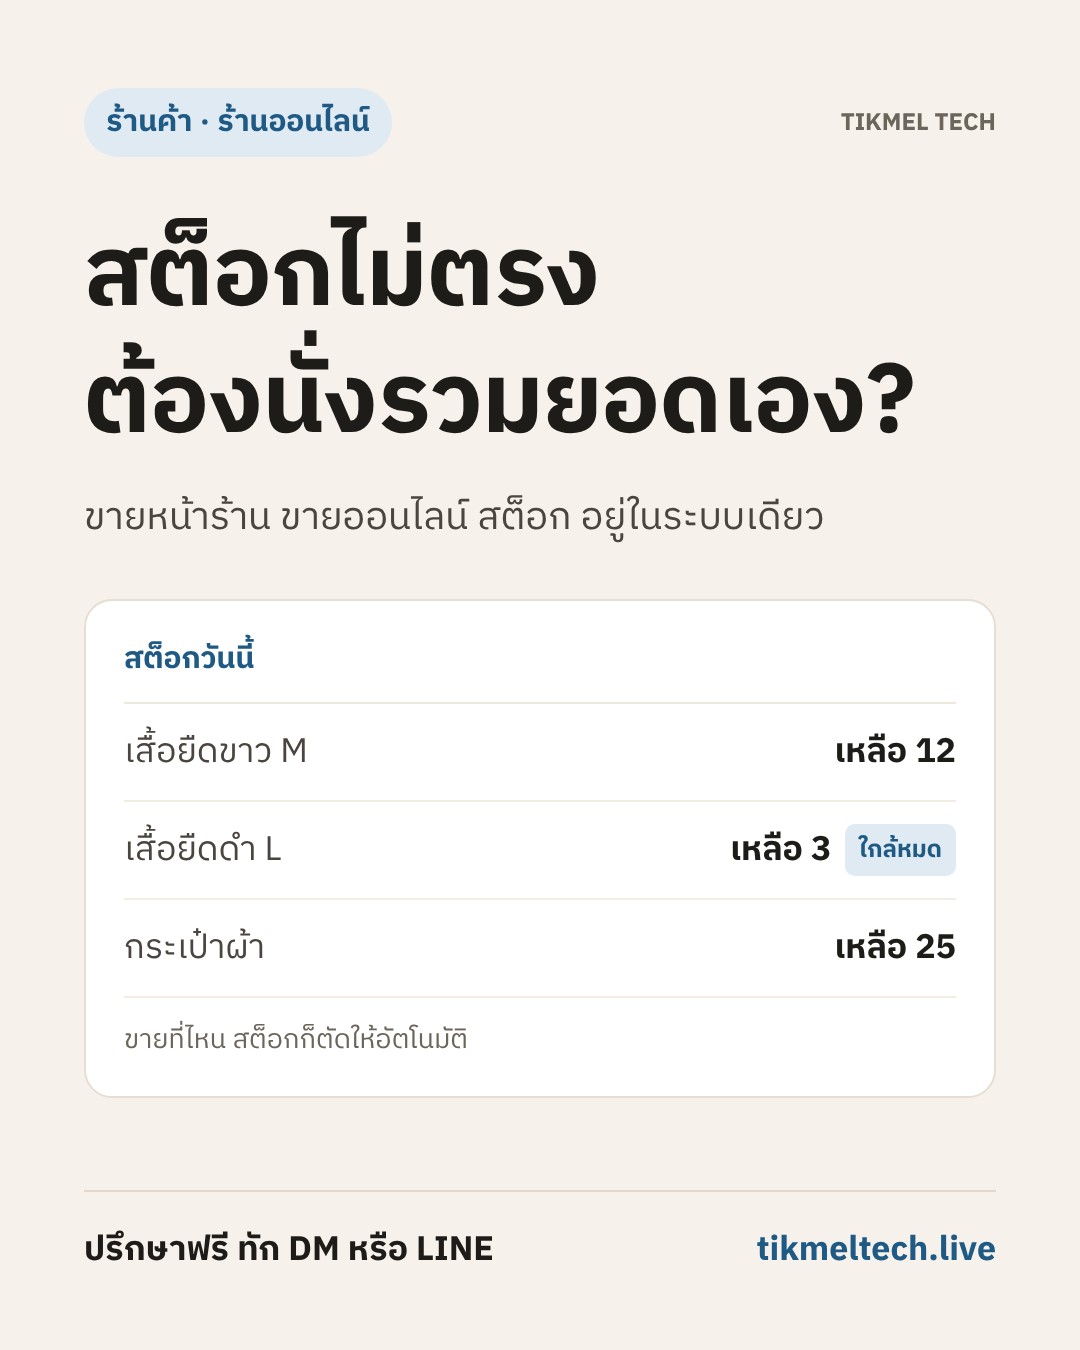 ร้านค้า · ร้านออนไลน์
TIKMEL TECH
สต็อกไม่ตรง
ต้องนั่งรวมยอดเอง?
ขายหน้าร้าน ขายออนไลน์ สต็อก อยู่ในระบบเดียว
สต็อกวันนี้
เสื้อยืดขาว M เหลือ 12
เสื้อยืดดำ L เหลือ 3 ใกล้หมด
กระเป๋าผ้า เหลือ 25
ขายที่ไหน สต็อกก็ตัดให้อัตโนมัติ
ปรึกษาฟรี ทัก DM หรือ LINE
tikmeltech.live